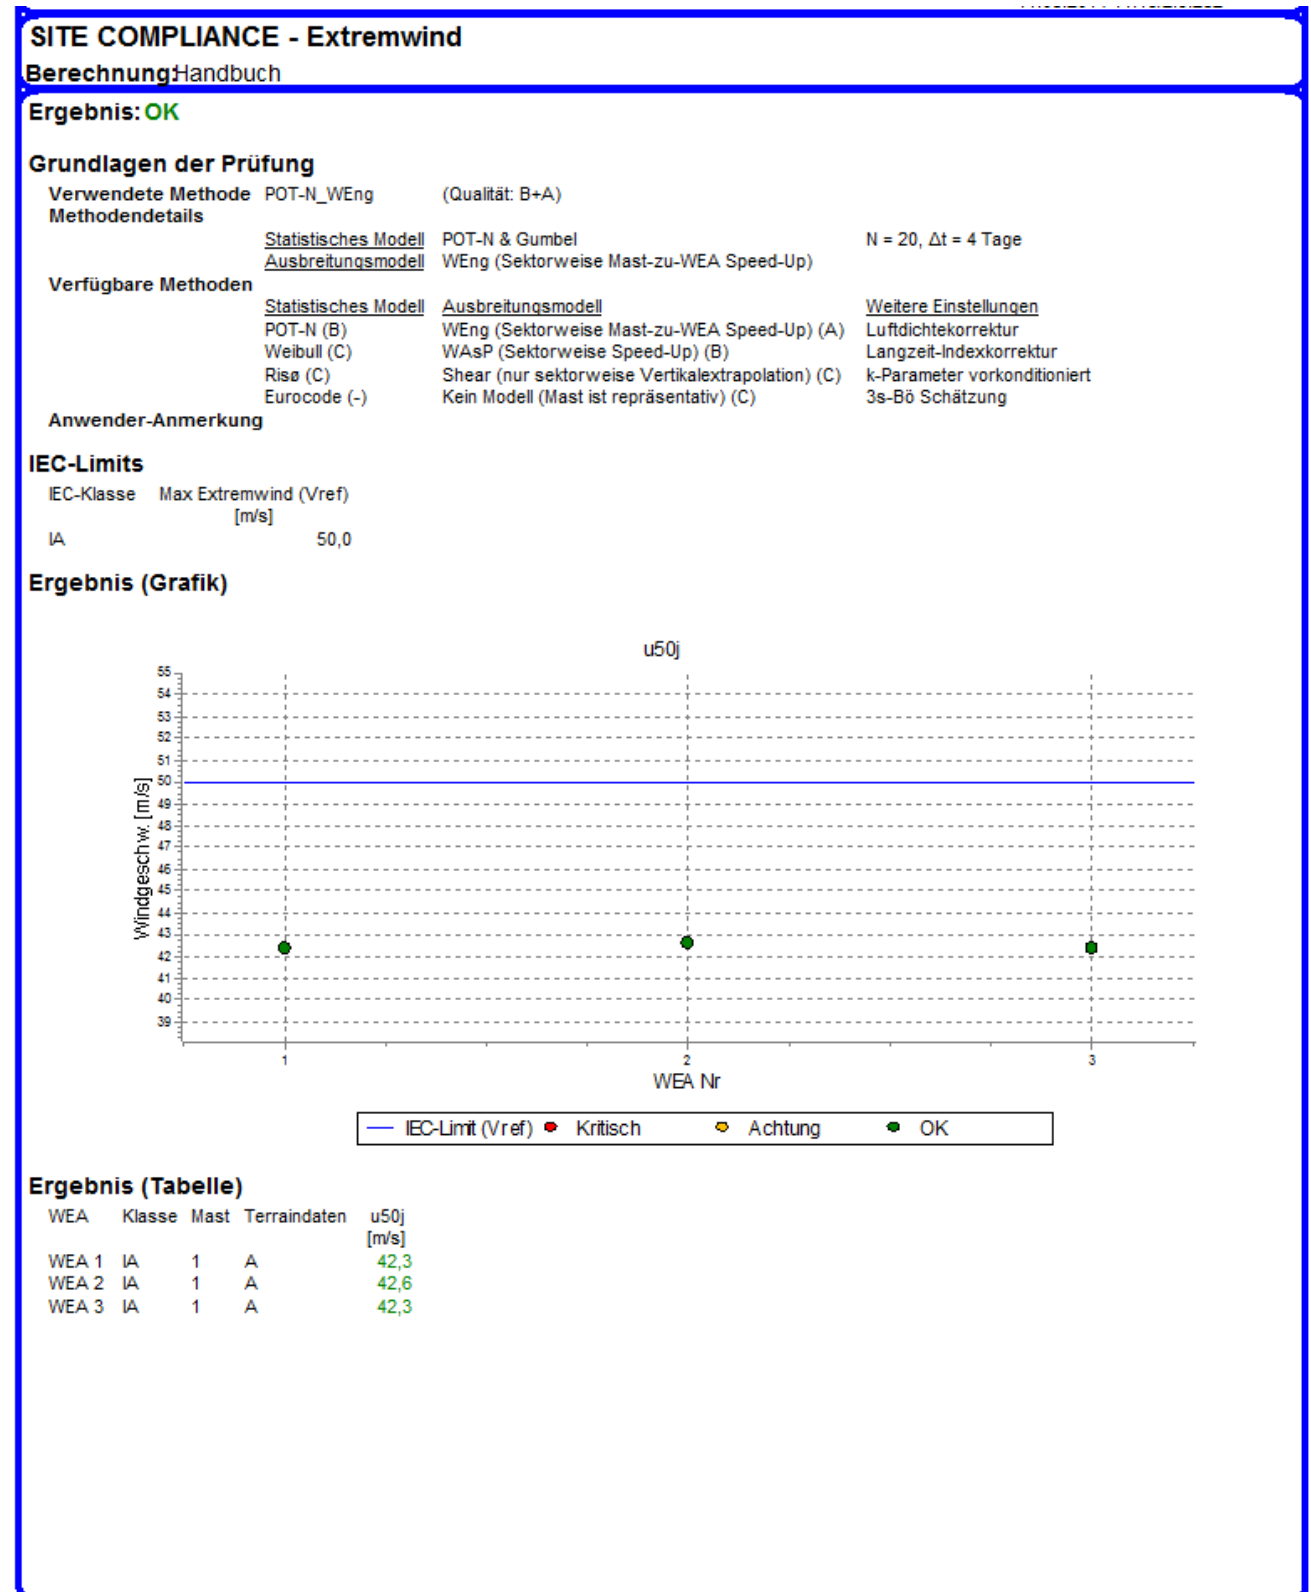 SITE COMPLIANCE - Extremwind
Berechnung:Handbuch
Ergebnis: OK
Grundlagen der Prüfung
Verwendete Methode POT-N_WEng (Qualität: B+A)
Methodendetails
Statistisches Modell POT-N & Gumbel N = 20, Δt = 4 Tage
Ausbreitungsmodell WEng (Sektorweise Mast-zu-WEA Speed-Up)
Verfügbare Methoden
Statistisches Modell Ausbreitungsmodell Weitere Einstellungen
POT-N (B) WEng (Sektorweise Mast-zu-WEA Speed-Up) (A) Luftdichtekorrektur
Weibull (C) WAsP (Sektorweise Speed-Up) (B) Langzeit-Indexkorrektur
Risø (C) Shear (nur sektorweise Vertikalextrapolation) (C) k-Parameter vorkonditioniert
Eurocode (-) Kein Modell (Mast ist repräsentativ) (C) 3s-Bö Schätzung
Anwender-Anmerkung
IEC-Limits
IEC-Klasse Max Extremwind (Vref)
[m/s]
IA 50,0
Ergebnis (Grafik)
u50j
55
54
53
52
51
50
49
48
47
46
45
44
43
42
41
40
39
Windgeschw. [m/s]
1 2 3
WEA Nr
IEC-Limit (Vref) Kritisch Achtung OK
Ergebnis (Tabelle)
WEA Klasse Mast Terraindaten u50j
[m/s]
WEA 1 IA 1 A 42,3
WEA 2 IA 1 A 42,6
WEA 3 IA 1 A 42,3